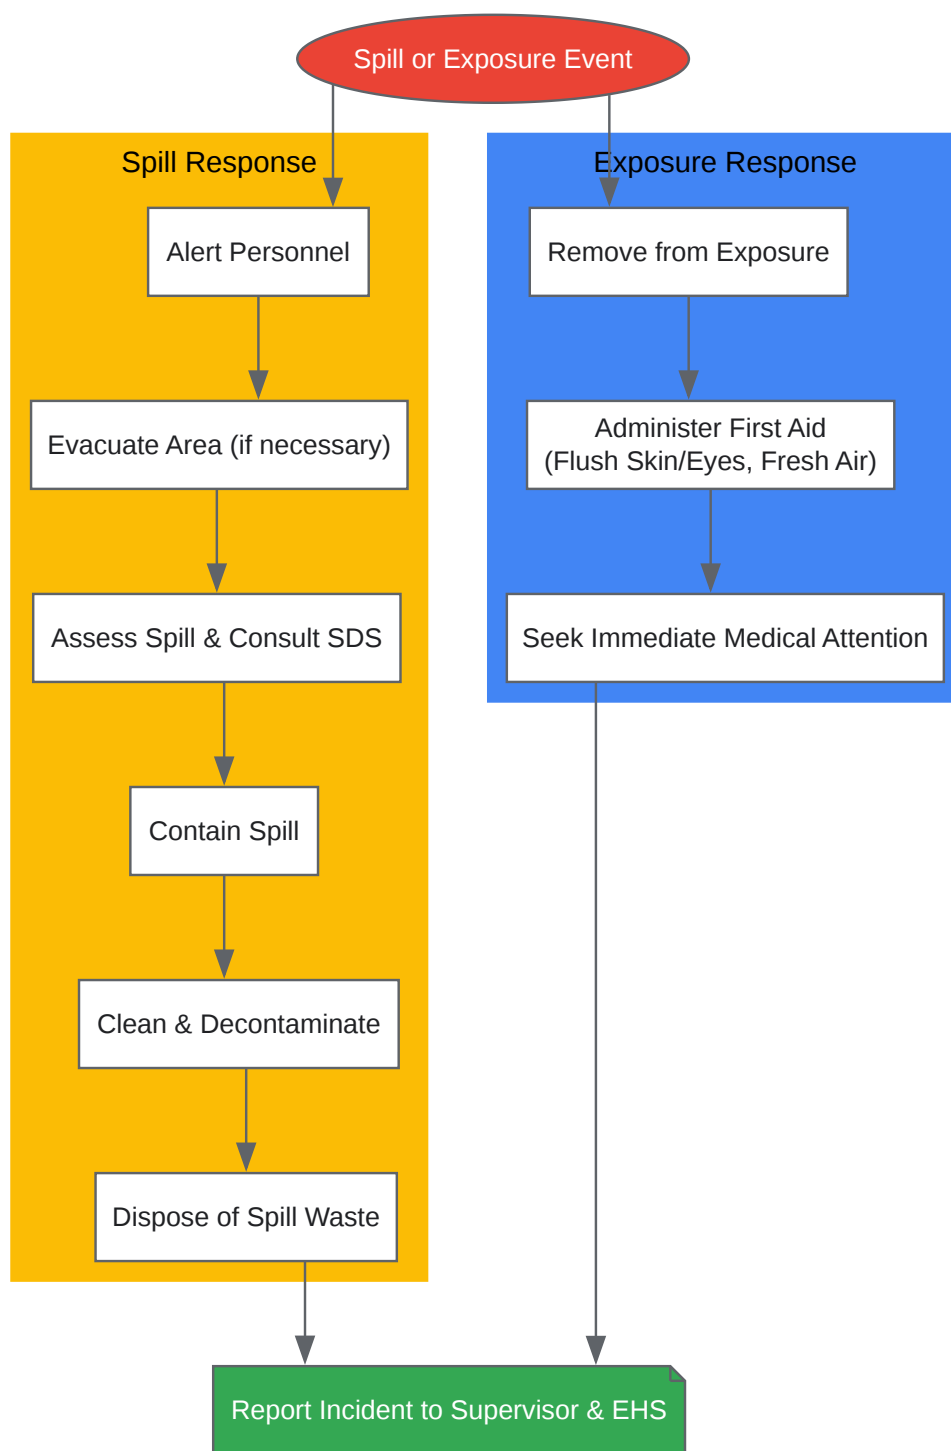 Spill or Exposure Event
Spill Response
Alert Personnel
Evacuate Area (if necessary)
Assess Spill & Consult SDS
Contain Spill
Clean & Decontaminate
Dispose of Spill Waste
Exposure Response
Remove from Exposure
Administer First Aid
(Flush Skin/Eyes, Fresh Air)
Seek Immediate Medical Attention
Report Incident to Supervisor & EHS